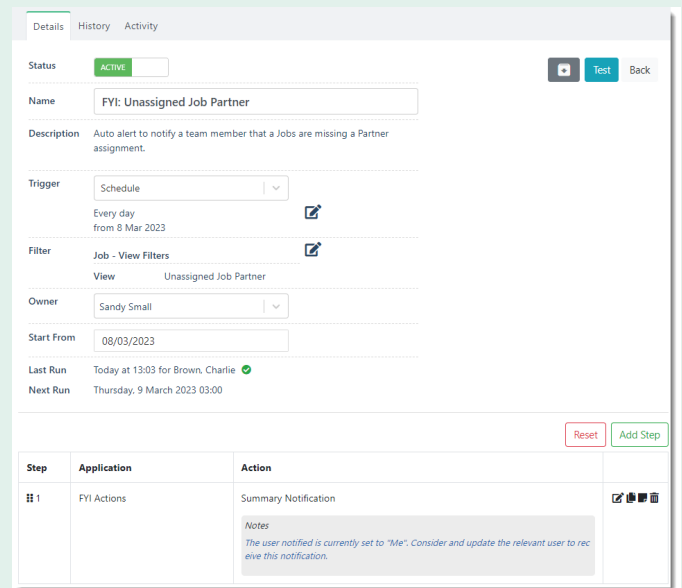 Details History Activity
Status ACTIVE Test Back
Name FYI: Unassigned Job Partner
Description Auto alert to notify a team member that a Jobs are missing a Partner
assignment.
Trigger Schedule
Every day
from 8 Mar 2023
Filter Job - View Filters
View Unassigned Job Partner
Owner Sandy Small
Start From 08/03/2023
Last Run Today at 13:03 for Brown, Charlie
Next Run Thursday, 9 March 2023 03:00
Reset Add Step
Step Application Action
1 FYI Actions Summary Notification
Notes
The user notified is currently set to "Me". Consider and update the relevant user to rec
eive this notification.